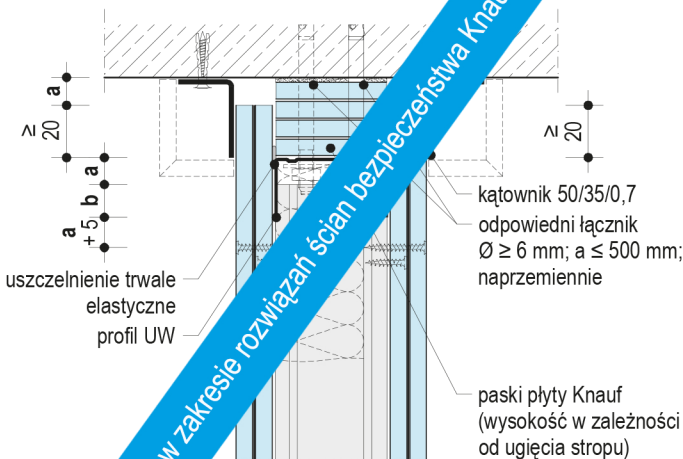 a
≥
20
a
b
a
+ 5
≥
20
w zakresie rozwiązań ścian bezpieczeństwa Knauf
kątownik 50/35/0,7
odpowiedni łącznik
Ø ≥ 6 mm; a ≤ 500 mm;
naprzemiennie
uszczelnienie trwale
elastyczne
profil UW
paski płyty Knauf
(wysokość w zależności
od ugięcia stropu)